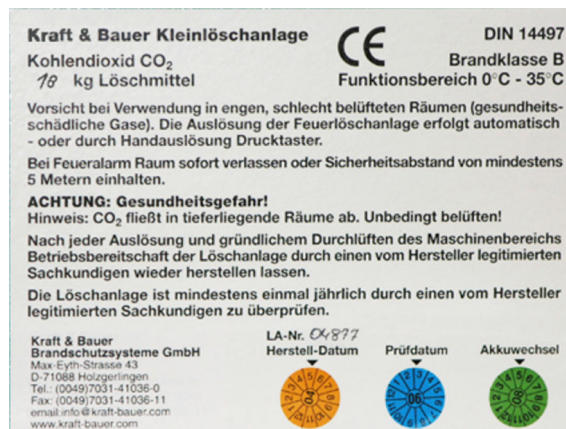 Kraft & Bauer Kleinlöschanlage
CE
DIN 14497
Kohlendioxid CO₂
Brandklasse B
18 kg Löschmittel
Funktionsbereich 0°C - 35°C
Vorsicht bei Verwendung in engen, schlecht belüfteten Räumen (gesundheits-
schädliche Gase). Die Auslösung der Feuerlöschanlage erfolgt automatisch
- oder durch Handauslösung Drucktaster.
Bei Feueralarm Raum sofort verlassen oder Sicherheitsabstand von mindestens
5 Metern einhalten.
ACHTUNG: Gesundheitsgefahr!
Hinweis: CO₂ fließt in tieferliegende Räume ab. Unbedingt belüften!
Nach jeder Auslösung und gründlichem Durchlüften des Maschinenbereichs
Betriebsbereitschaft der Löschanlage durch einen vom Hersteller legitimierten
Sachkundigen wieder herstellen lassen.
Die Löschanlage ist mindestens einmal jährlich durch einen vom Hersteller
legitimierten Sachkundigen zu überprüfen.
Kraft & Bauer
Brandschutzsysteme GmbH
Max-Eyth-Strasse 43
D-71088 Holzgerlingen
Tel.: (0049)7031-41036-0
Fax: (0049)7031-41036-11
email:info@kraft-bauer.com
www.kraft-bauer.com
LA-Nr. 04877
Herstell-Datum
Prüfdatum
Akkuwechsel
04
06
08